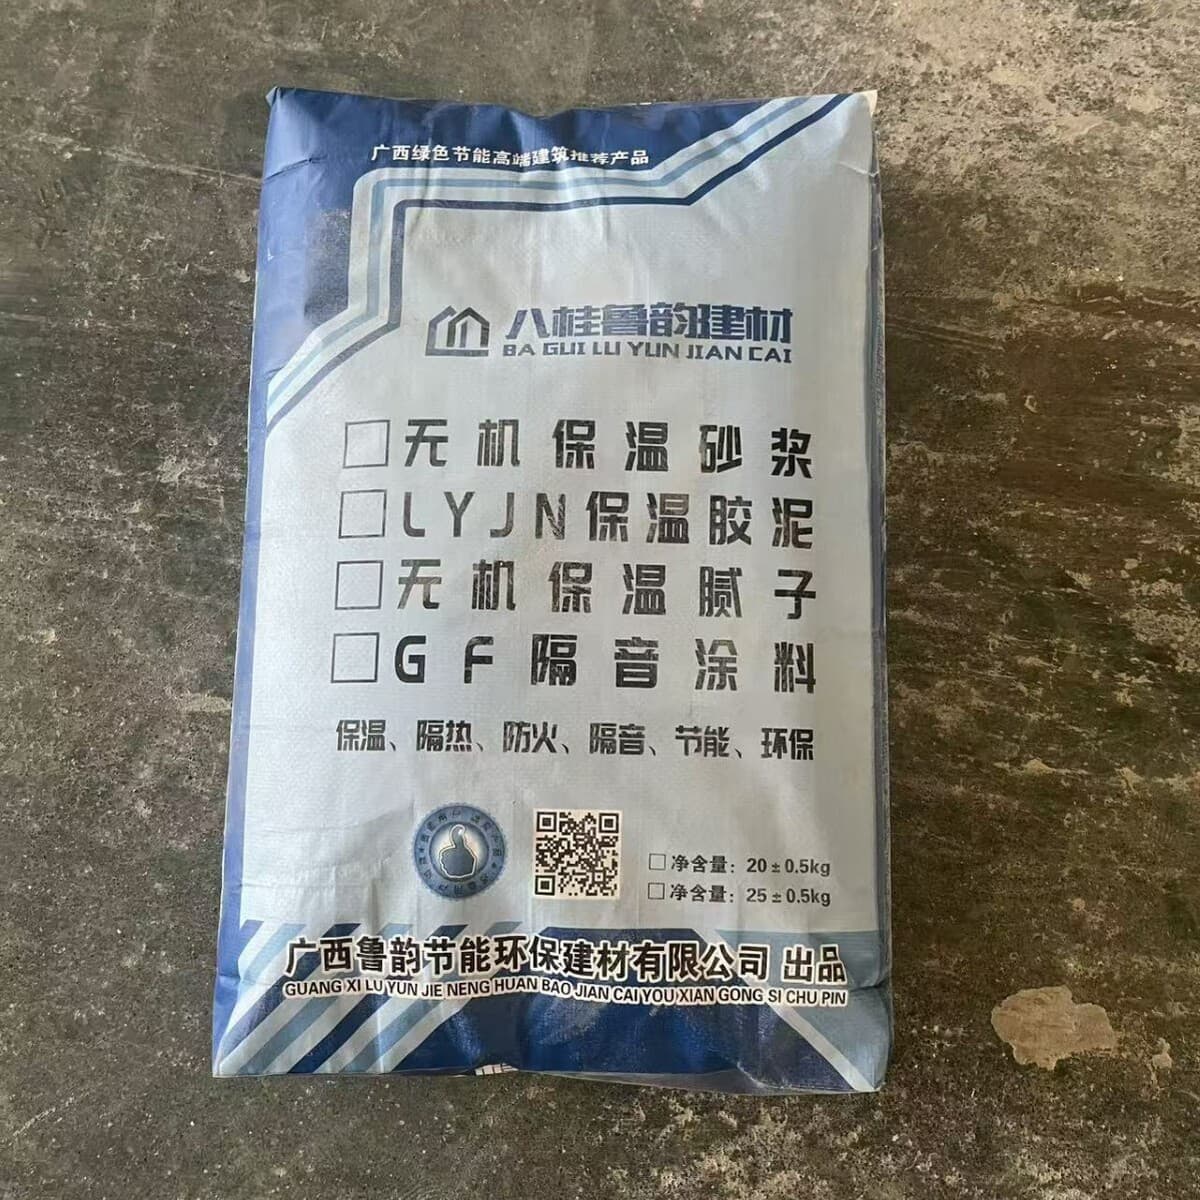 广西绿色节能高端建筑推荐产品
八桂鲁韵建材
BA GUI LU YUN JIAN CAI
□无机保温砂浆
□LYJN保温胶泥
□无机保温腻子
□GF隔音涂料
保温、隔热、防火、隔音、节能、环保
□净含量：20±0.5kg
□净含量：25±0.5kg
广西鲁韵节能环保建材有限公司 出品
GUANG XI LU YUN JIE NENG HUAN BAO JIAN CAI YOU XIAN GONG SI CHU PIN